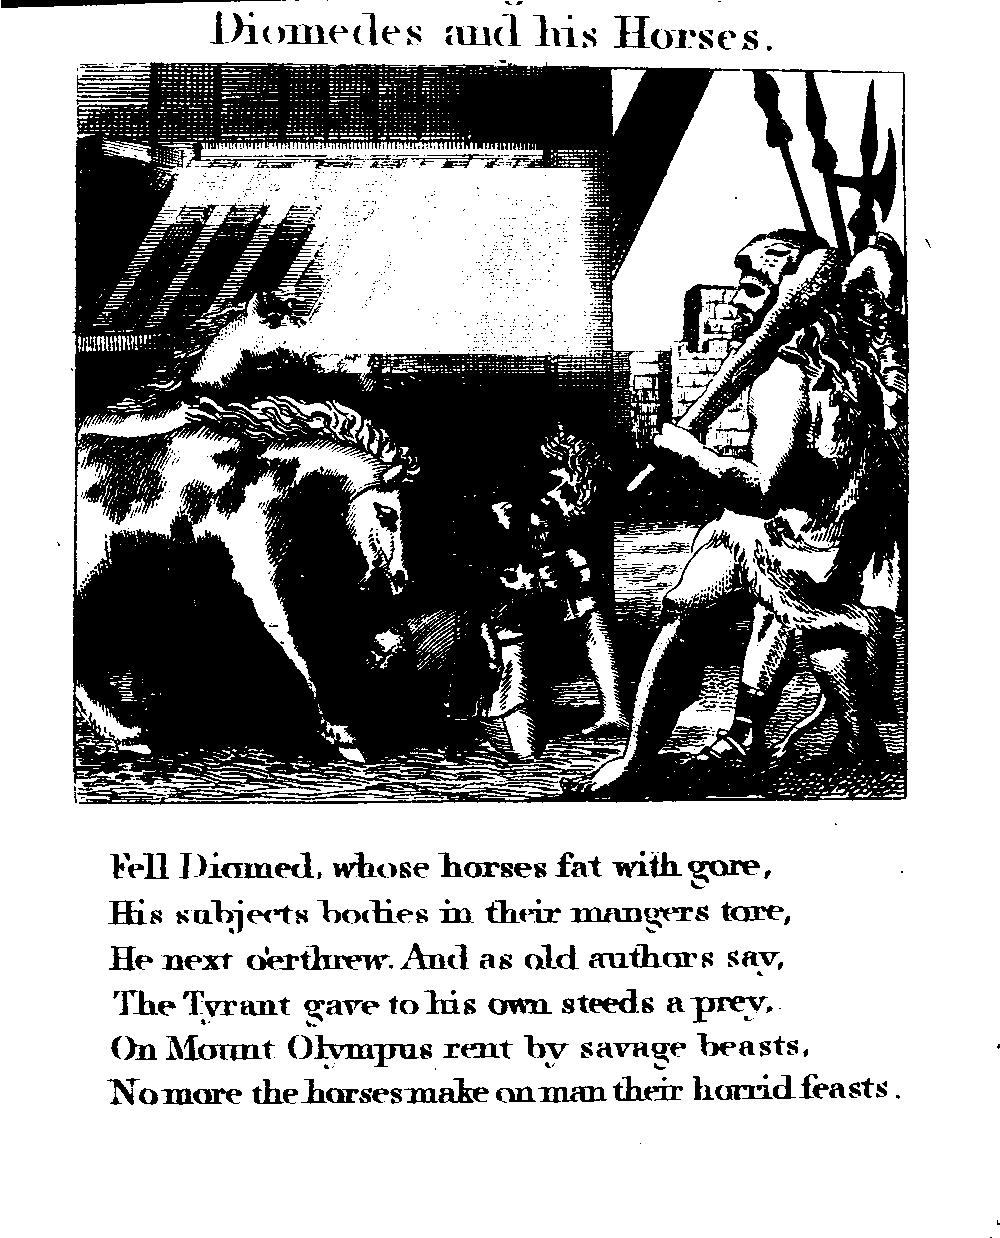 Diomedes and his Horses.
Fell Diomed, whose horses fat with gore,
His subjects bodies in their mangers tore,
He next o'erthrew. And as old authors say,
The Tyrant gave to his own steeds a prey,
On Mount Olympus rent by savage beasts,
No more the horses make on man their horrid feasts.